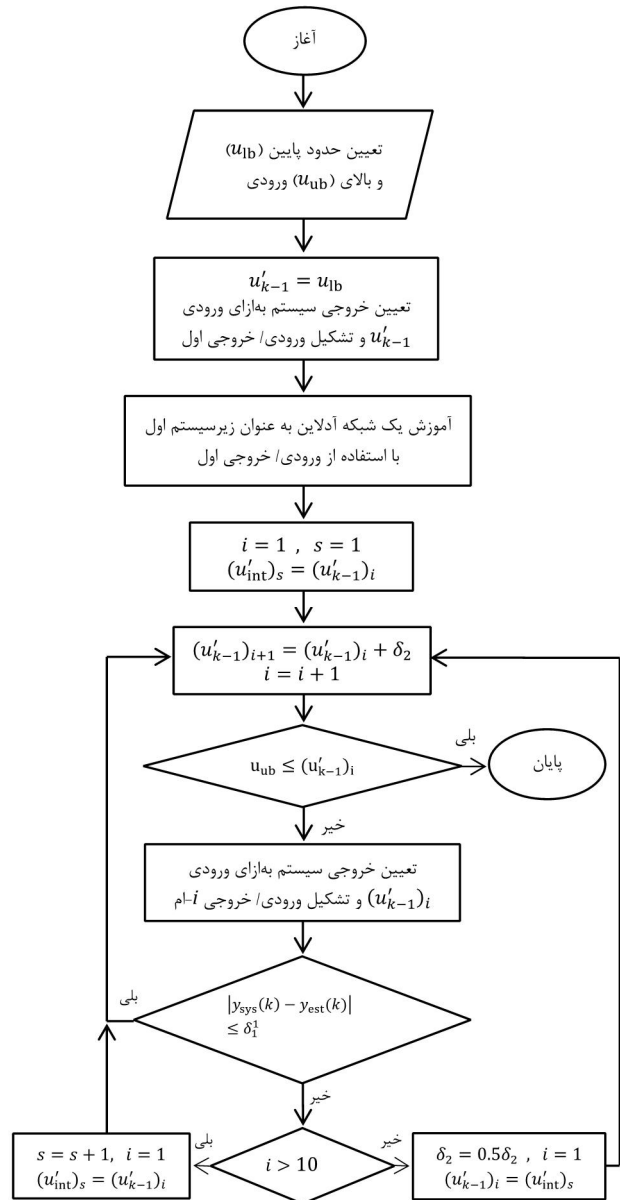 آغاز
تعیین حدود پایین (u_lb)
و بالای (u_ub) ورودی
u′_{k−1} = u_lb
تعیین خروجی سیستم به‌ازای ورودی
u′_{k−1} و تشکیل ورودی/ خروجی اول
آموزش یک شبکه آدلاین به عنوان زیرسیستم اول
با استفاده از ورودی/ خروجی اول
i = 1 , s = 1
(u′_int)_s = (u′_{k−1})_i
(u′_{k−1})_{i+1} = (u′_{k−1})_i + δ_2
i = i + 1
u_ub ≤ (u′_{k−1})_i
بلی
پایان
خیر
تعیین خروجی سیستم به‌ازای ورودی
(u′_{k−1})_i و تشکیل ورودی/ خروجی i-ام
|y_sys(k) − y_est(k)|
≤ δ_1^1
بلی
خیر
i > 10
بلی
s = s + 1, i = 1
(u′_int)_s = (u′_{k−1})_i
خیر
δ_2 = 0.5δ_2 , i = 1
(u′_{k−1})_i = (u′_int)_s